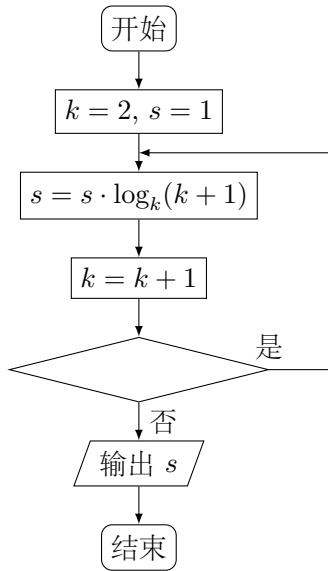 开始
k = 2, s = 1
s = s · log_k(k + 1)
k = k + 1
是
否
输出 s
结束